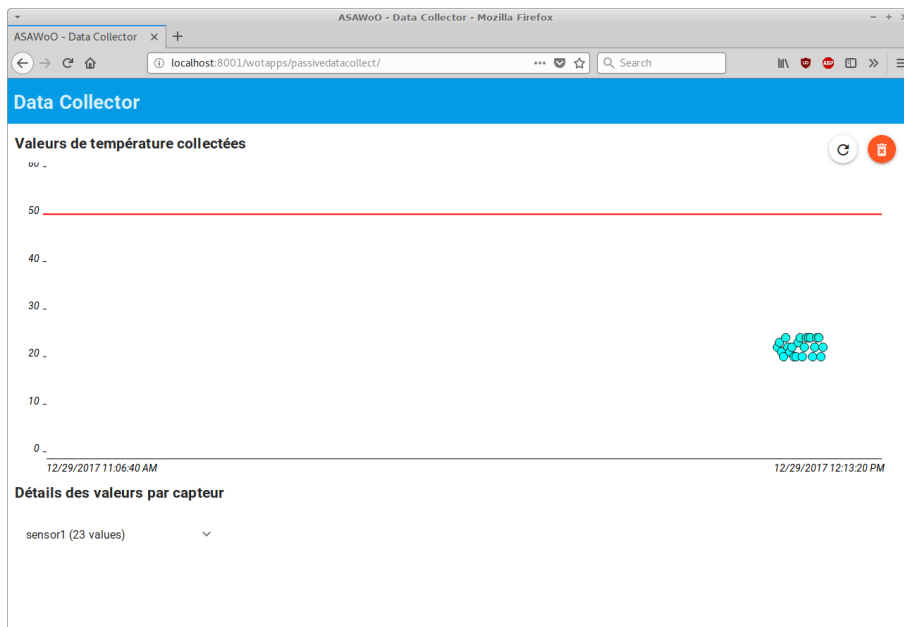 ASAWoO - Data Collector - Mozilla Firefox
ASAWoO - Data Collector
localhost:8001/wotapps/passivedatacollect/
Search
Data Collector
Valeurs de température collectées
60
50
40
30
20
10
0
12/29/2017 11:06:40 AM 12/29/2017 12:13:20 PM
Détails des valeurs par capteur
sensor1 (23 values)